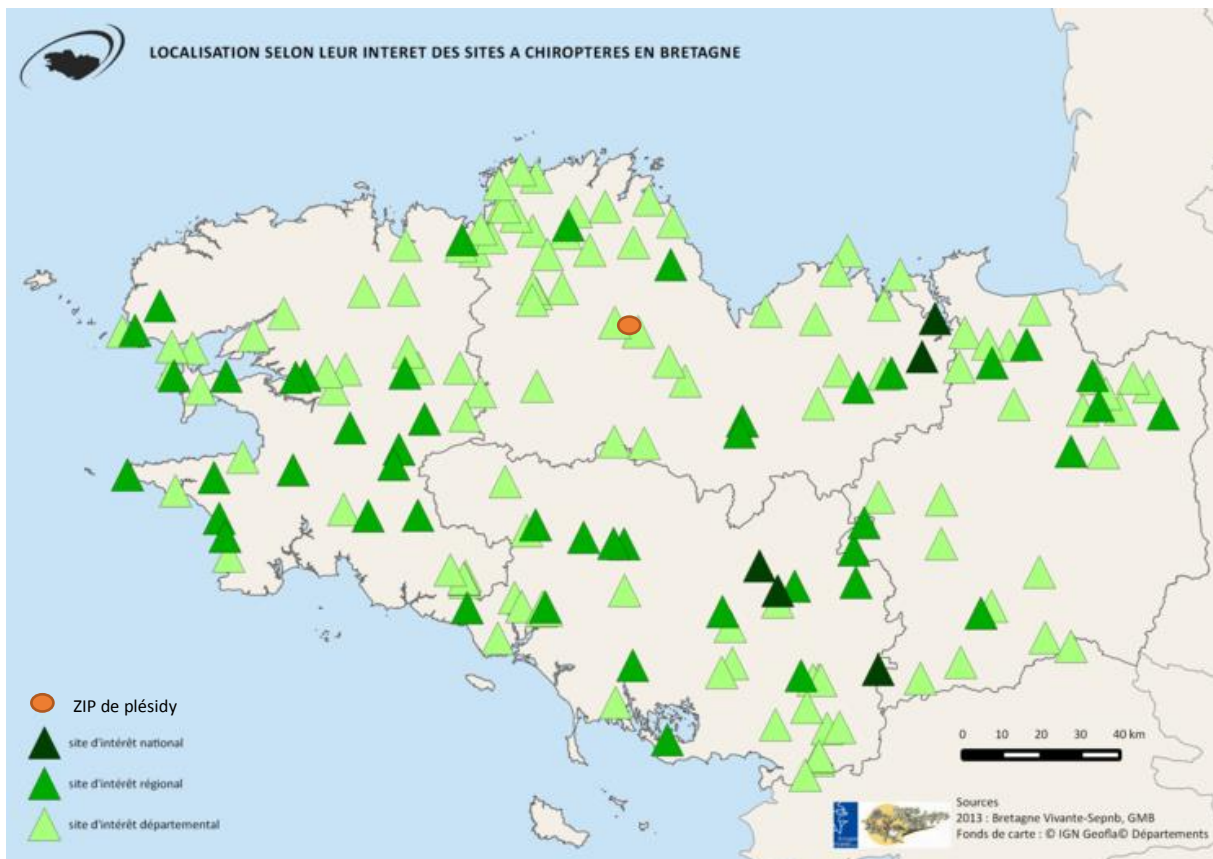 LOCALISATION SELON LEUR INTERET DES SITES A CHIROPTERES EN BRETAGNE
ZIP de plésidy
site d'intérêt national
site d'intérêt régional
site d'intérêt départemental
0 10 20 30 40 km
Sources
2013 : Bretagne Vivante-Sepnb, GMB
Fonds de carte : © IGN Geofla© Départements